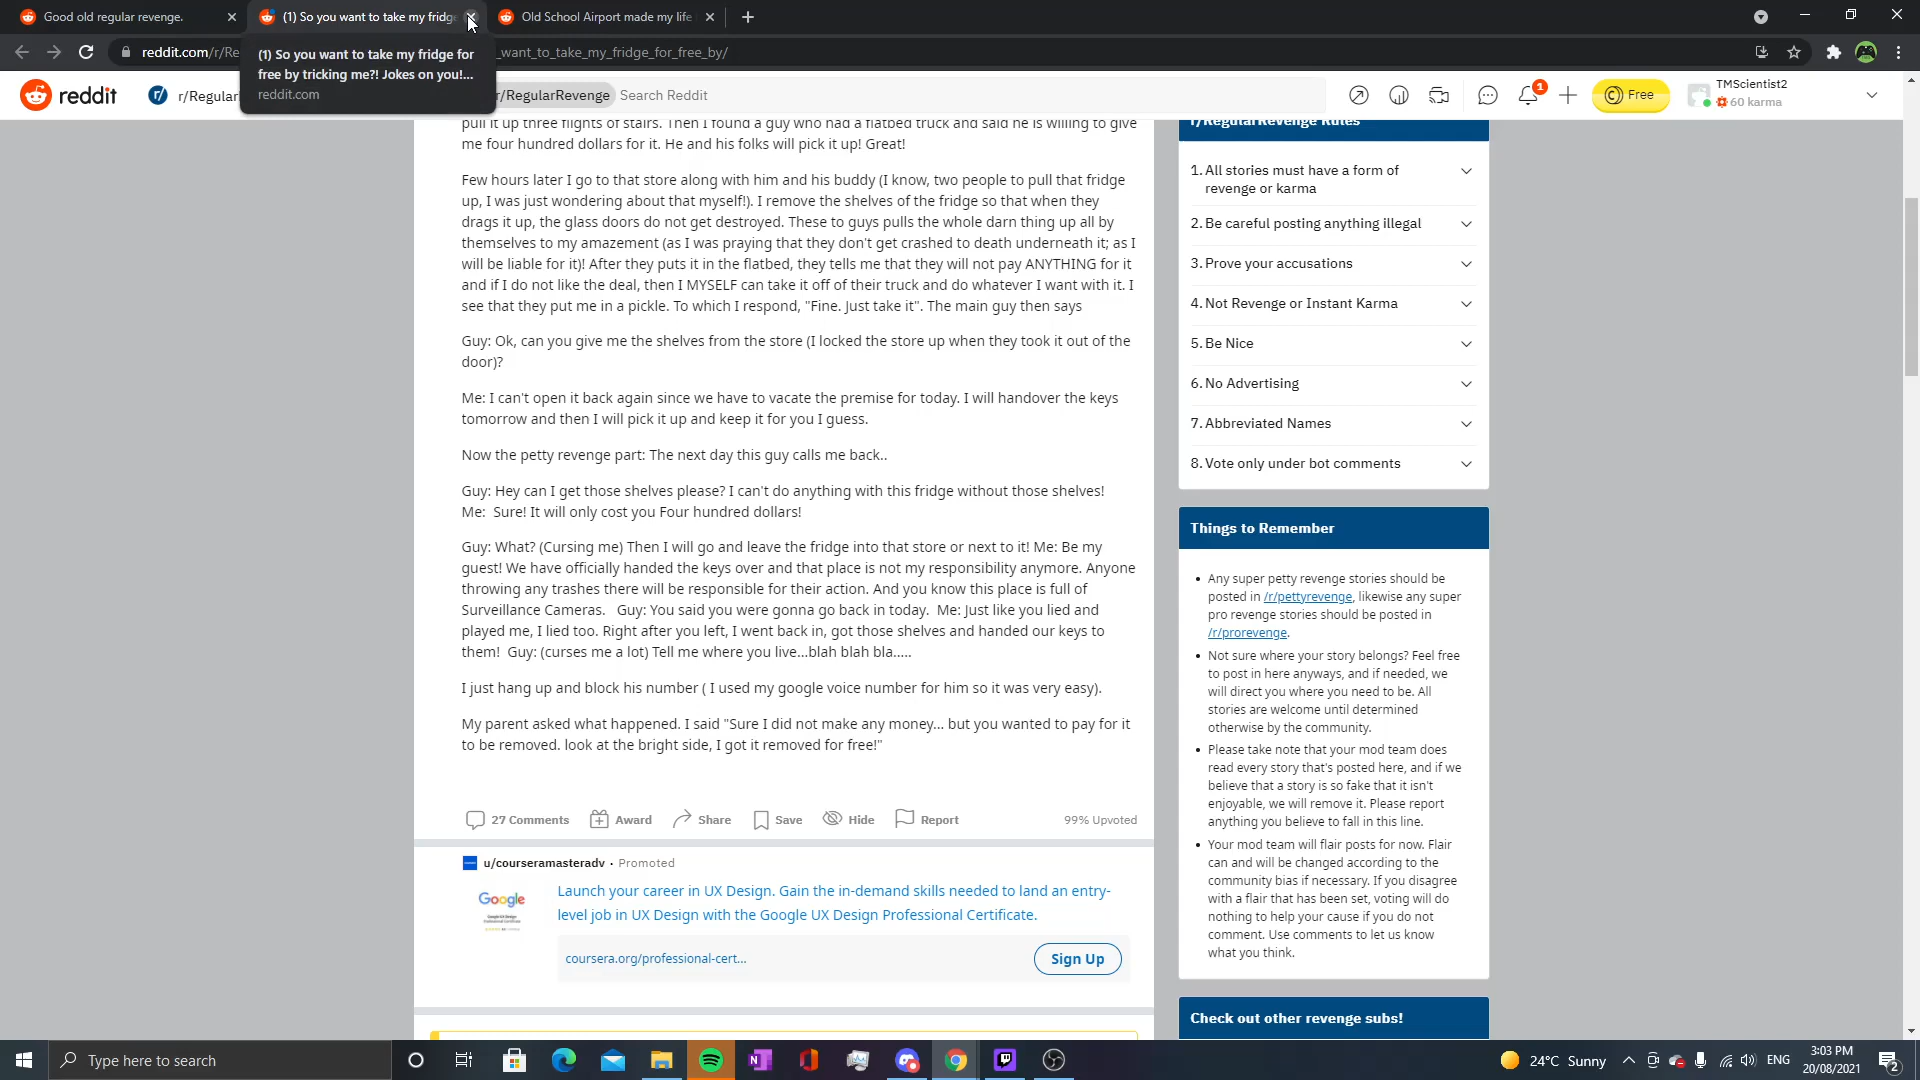 Good old regular revenge.
(1) So you want to take my fridge
Old School Airport made my life
reddit.com/r/Re
_want_to_take_my_fridge_for_free_by/
(1) So you want to take my fridge for
free by tricking me?! Jokes on you!...
reddit.com
reddit
r/
r/Regular
r/RegularRevenge
Search Reddit
1
Free
TMScientist2
60 karma
pull it up three flights of stairs. Then I found a guy who had a flatbed truck and said he is willing to give
me four hundred dollars for it. He and his folks will pick it up! Great!
Few hours later I go to that store along with him and his buddy (I know, two people to pull that fridge
up, I was just wondering about that myself!). I remove the shelves of the fridge so that when they
drags it up, the glass doors do not get destroyed. These to guys pulls the whole darn thing up all by
themselves to my amazement (as I was praying that they don't get crashed to death underneath it; as I
will be liable for it)! After they puts it in the flatbed, they tells me that they will not pay ANYTHING for it
and if I do not like the deal, then I MYSELF can take it off of their truck and do whatever I want with it. I
see that they put me in a pickle. To which I respond, "Fine. Just take it". The main guy then says
Guy: Ok, can you give me the shelves from the store (I locked the store up when they took it out of the
door)?
Me: I can't open it back again since we have to vacate the premise for today. I will handover the keys
tomorrow and then I will pick it up and keep it for you I guess.
Now the petty revenge part: The next day this guy calls me back..
Guy: Hey can I get those shelves please? I can't do anything with this fridge without those shelves!
Me: Sure! It will only cost you Four hundred dollars!
Guy: What? (Cursing me) Then I will go and leave the fridge into that store or next to it! Me: Be my
guest! We have officially handed the keys over and that place is not my responsibility anymore. Anyone
throwing any trashes there will be responsible for their action. And you know this place is full of
Surveillance Cameras. Guy: You said you were gonna go back in today. Me: Just like you lied and
played me, I lied too. Right after you left, I went back in, got those shelves and handed our keys to
them! Guy: (curses me a lot) Tell me where you live...blah blah bla.....
I just hang up and block his number ( I used my google voice number for him so it was very easy).
My parent asked what happened. I said "Sure I did not make any money... but you wanted to pay for it
to be removed. look at the bright side, I got it removed for free!"
27 Comments Award Share Save Hide Report 99% Upvoted
u/courseramasteradv • Promoted
Google
Launch your career in UX Design. Gain the in-demand skills needed to land an entry-
level job in UX Design with the Google UX Design Professional Certificate.
coursera.org/professional-cert...
Sign Up
r/RegularRevenge Rules
1. All stories must have a form of
revenge or karma
2. Be careful posting anything illegal
3. Prove your accusations
4. Not Revenge or Instant Karma
5. Be Nice
6. No Advertising
7. Abbreviated Names
8. Vote only under bot comments
Things to Remember
• Any super petty revenge stories should be
posted in /r/pettyrevenge, likewise any super
pro revenge stories should be posted in
/r/prorevenge.
• Not sure where your story belongs? Feel free
to post in here anyways, and if needed, we
will direct you where you need to be. All
stories are welcome until determined
otherwise by the community.
• Please take note that your mod team does
read every story that's posted here, and if we
believe that a story is so fake that it isn't
enjoyable, we will remove it. Please report
anything you believe to fall in this line.
• Your mod team will flair posts for now. Flair
can and will be changed according to the
community bias if necessary. If you disagree
with a flair that has been set, voting will do
nothing to help your cause if you do not
comment. Use comments to let us know
what you think.
Check out other revenge subs!
Type here to search
24°C Sunny
ENG
3:03 PM
20/08/2021
2